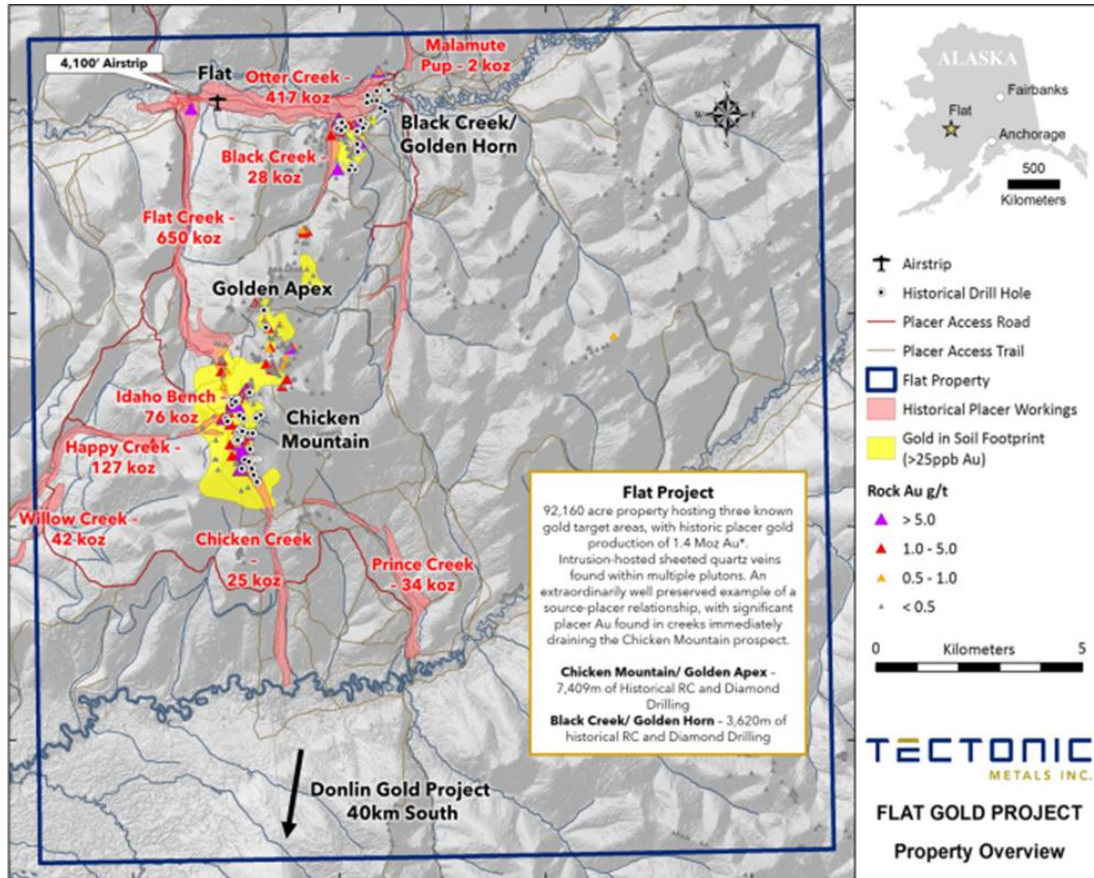 4,100' Airstrip
Flat
Otter Creek -
417 koz
Malamute
Pup - 2 koz
Black Creek/
Golden Horn
Black Creek -
28 koz
Flat Creek -
650 koz
Golden Apex
Idaho Bench -
76 koz
Chicken
Mountain
Happy Creek -
127 koz
Willow Creek -
42 koz
Chicken Creek
-
25 koz
Prince Creek
- 34 koz
Donlin Gold Project
40km South
N
W
E
S
Flat Project
92,160 acre property hosting three known
gold target areas, with historic placer gold
production of 1.4 Moz Au*.
Intrusion-hosted sheeted quartz veins
found within multiple plutons. An
extraordinarily well preserved example of a
source-placer relationship, with significant
placer Au found in creeks immediately
draining the Chicken Mountain prospect.
Chicken Mountain/ Golden Apex -
7,409m of Historical RC and Diamond
Drilling
Black Creek/ Golden Horn - 3,620m of
historical RC and Diamond Drilling
ALASKA
Fairbanks
Flat
Anchorage
500
Kilometers
Airstrip
Historical Drill Hole
Placer Access Road
Placer Access Trail
Flat Property
Historical Placer Workings
Gold in Soil Footprint
(>25ppb Au)
Rock Au g/t
> 5.0
1.0 - 5.0
0.5 - 1.0
< 0.5
0 Kilometers 5
TECTONIC
METALS INC.
FLAT GOLD PROJECT
Property Overview